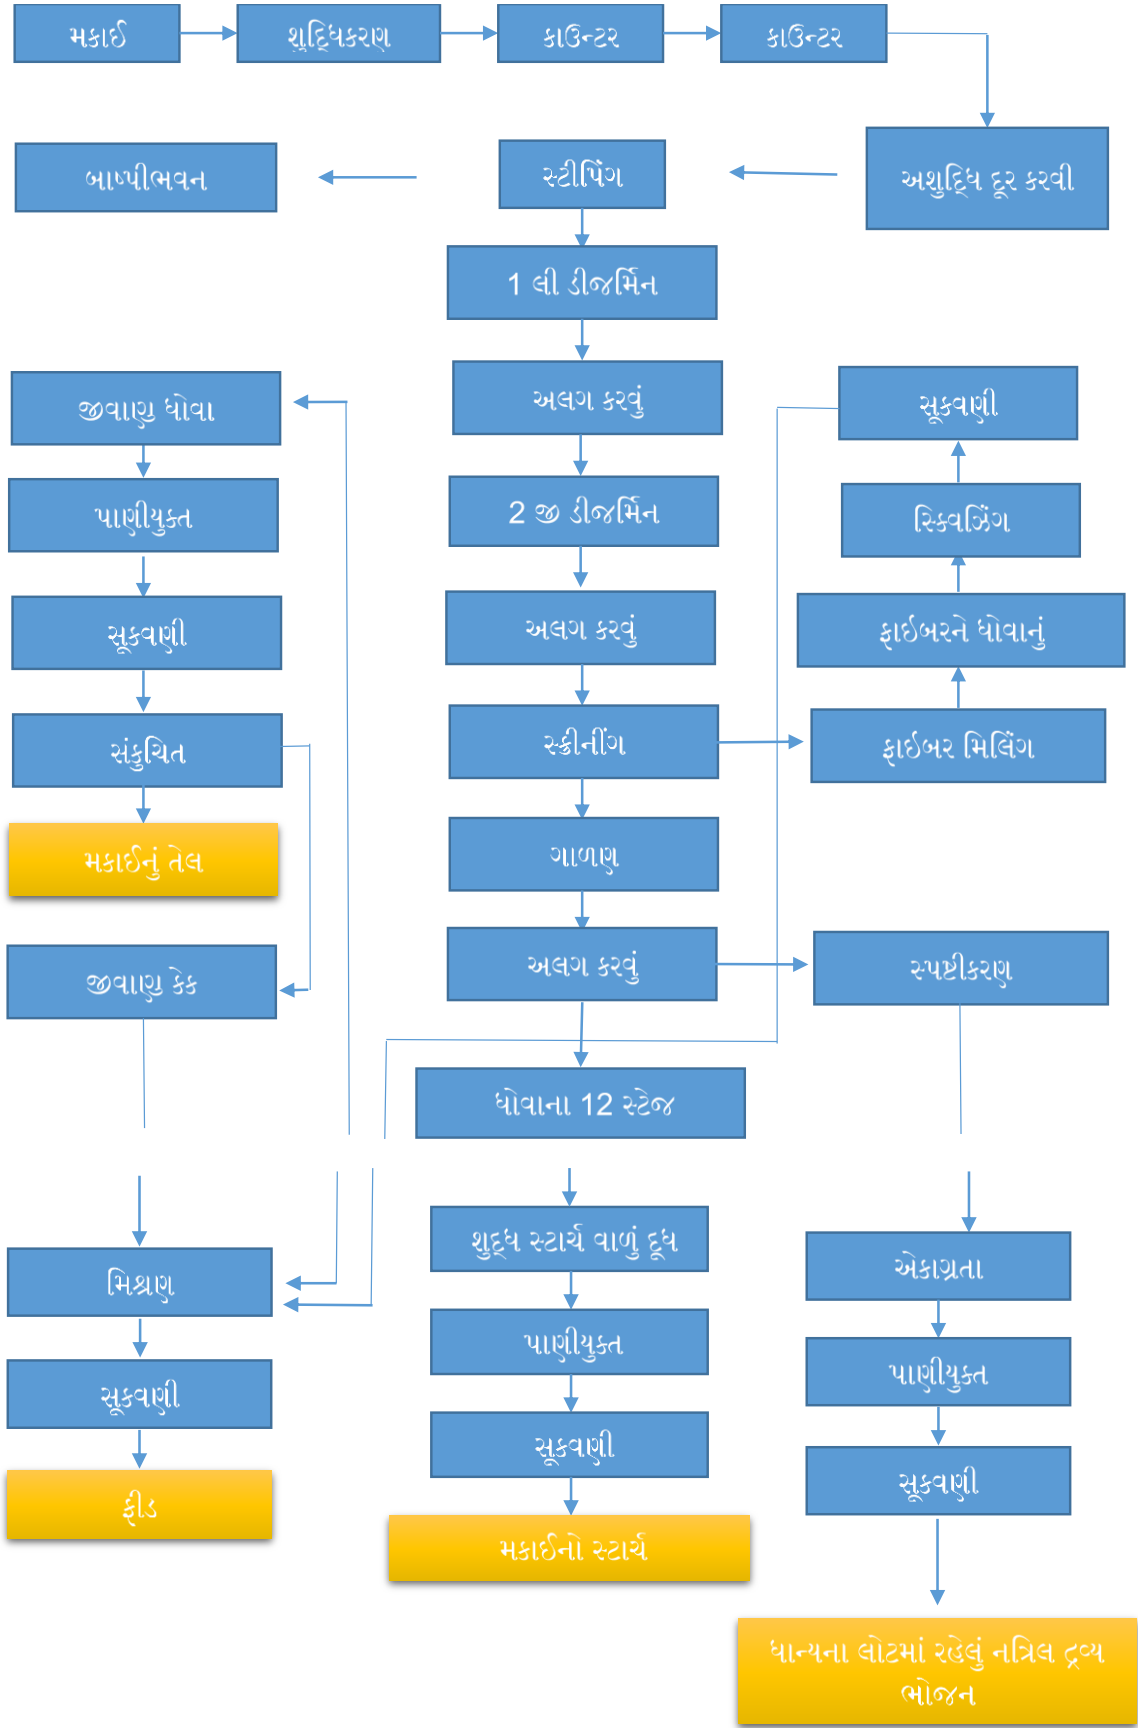 મકાઈ
શુદ્ધિકરણ
કાઉન્ટર
કાઉન્ટર
બાષ્પીભવન
સ્ટીપિંગ
અશુદ્ધિ દૂર કરવી
1 લી ડીજર્મિન
અલગ કરવું
2 જી ડીજર્મિન
અલગ કરવું
સ્ક્રીનીંગ
ગાળણ
અલગ કરવું
ધોવાના 12 સ્ટેજ
જીવાણુ ધોવા
પાણીયુક્ત
સૂકવણી
સંકુચિત
મકાઈનું તેલ
જીવાણુ કેક
સૂકવણી
સ્ક્વિઝિંગ
ફાઇબરને ધોવાનું
ફાઇબર મિલિંગ
સ્પષ્ટીકરણ
મિશ્રણ
સૂકવણી
ફીડ
શુદ્ધ સ્ટાર્ચ વાળું દૂધ
પાણીયુક્ત
સૂકવણી
મકાઈનો સ્ટાર્ચ
એકાગ્રતા
પાણીયુક્ત
સૂકવણી
ધાન્યના લોટમાં રહેલું નત્રિલ દ્રવ્ય
ભોજન